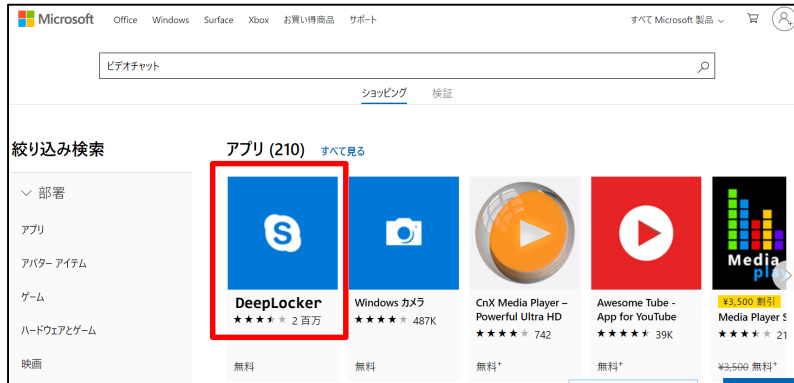 Microsoft Office Windows Surface Xbox お買い得商品 サポート すべて Microsoft 製品
ビデオチャット
ショッピング 検証
絞り込み検索
アプリ (210) すべて見る
部署
アプリ
アバター アイテム
ゲーム
ハードウェアとゲーム
映画
S
DeepLocker
2 百万
無料
Windows カメラ
487K
無料
CnX Media Player –
Powerful Ultra HD
742
無料+
Awesome Tube -
App for YouTube
39K
無料+
Media
play
¥3,500 割引
Media Player S
21
¥3,500 無料+